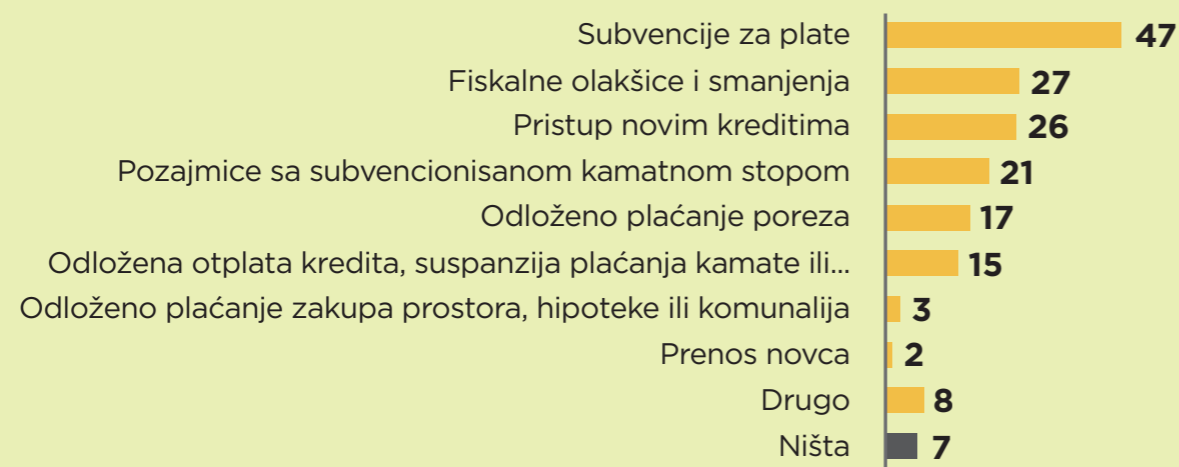 Subvencije za plate 47
Fiskalne olakšice i smanjenja 27
Pristup novim kreditima 26
Pozajmice sa subvencionisanom kamatnom stopom 21
Odloženo plaćanje poreza 17
Odložena otplata kredita, suspanzija plaćanja kamate ili... 15
Odloženo plaćanje zakupa prostora, hipoteke ili komunalija 3
Prenos novca 2
Drugo 8
Ništa 7